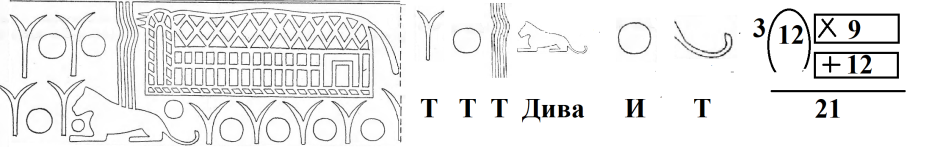 3 (12) X 9
+ 12
Т Т Т Дива И Т 21